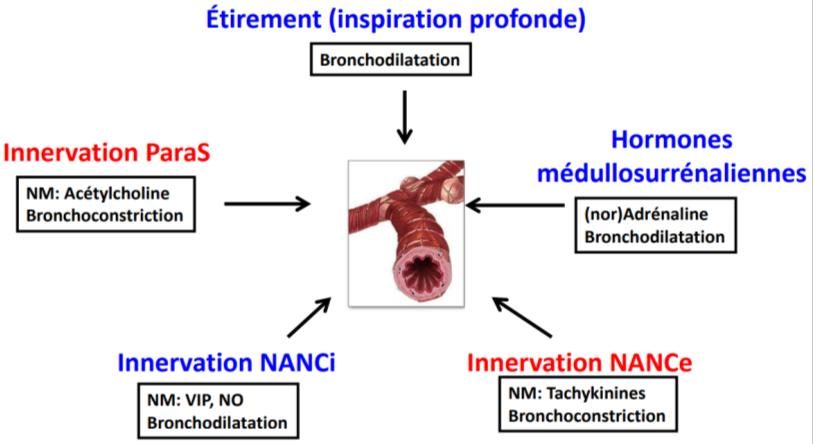 Étirement (inspiration profonde)
Bronchodilatation
Innervation ParaS
NM: Acétylcholine
Bronchoconstriction
Hormones
médullosurrénaliennes
(nor)Adrénaline
Bronchodilatation
Innervation NANCi
NM: VIP, NO
Bronchodilatation
Innervation NANCe
NM: Tachykinines
Bronchoconstriction